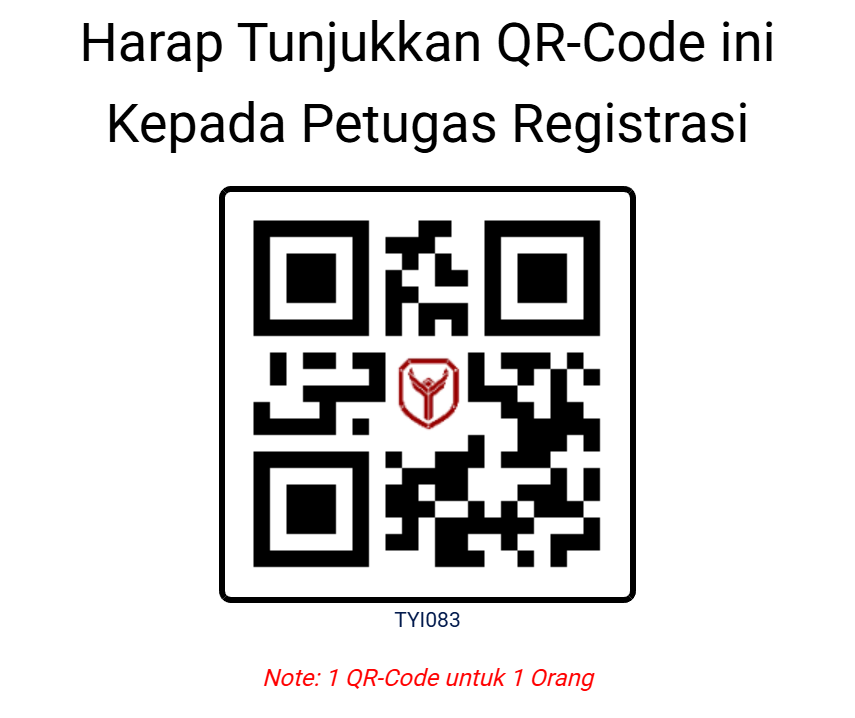 Harap Tunjukkan QR-Code ini
Kepada Petugas Registrasi
TYI083
Note: 1 QR-Code untuk 1 Orang